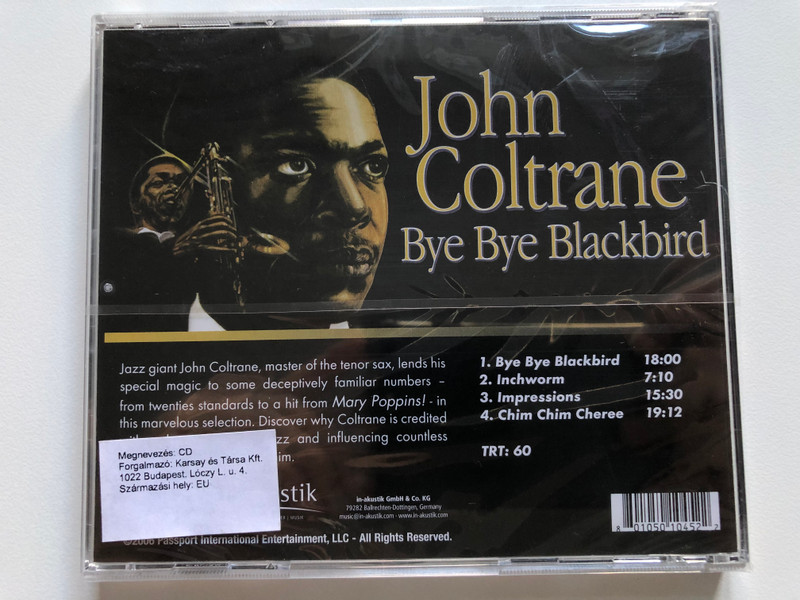 John
Coltrane
Bye Bye Blackbird
Jazz giant John Coltrane, master of the tenor sax, lends his
special magic to some deceptively familiar numbers –
from twenties standards to a hit from Mary Poppins! - in
this marvelous selection. Discover why Coltrane is credited
and influencing countless
1. Bye Bye Blackbird 18:00
2. Inchworm 7:10
3. Impressions 15:30
4. Chim Chim Cheree 19:12
TRT: 60
Megnevezés: CD
Forgalmazó: Karsay és Társa Kft.
1022 Budapest, Lóczy L. u. 4.
Származási hely: EU
in-akustik GmbH & Co. KG
79282 Ballrechten-Dottingen, Germany
music@in-akustik.com · www.in-akustik.com
8 01050 10452 2
©2006 Passport International Entertainment, LLC - All Rights Reserved.